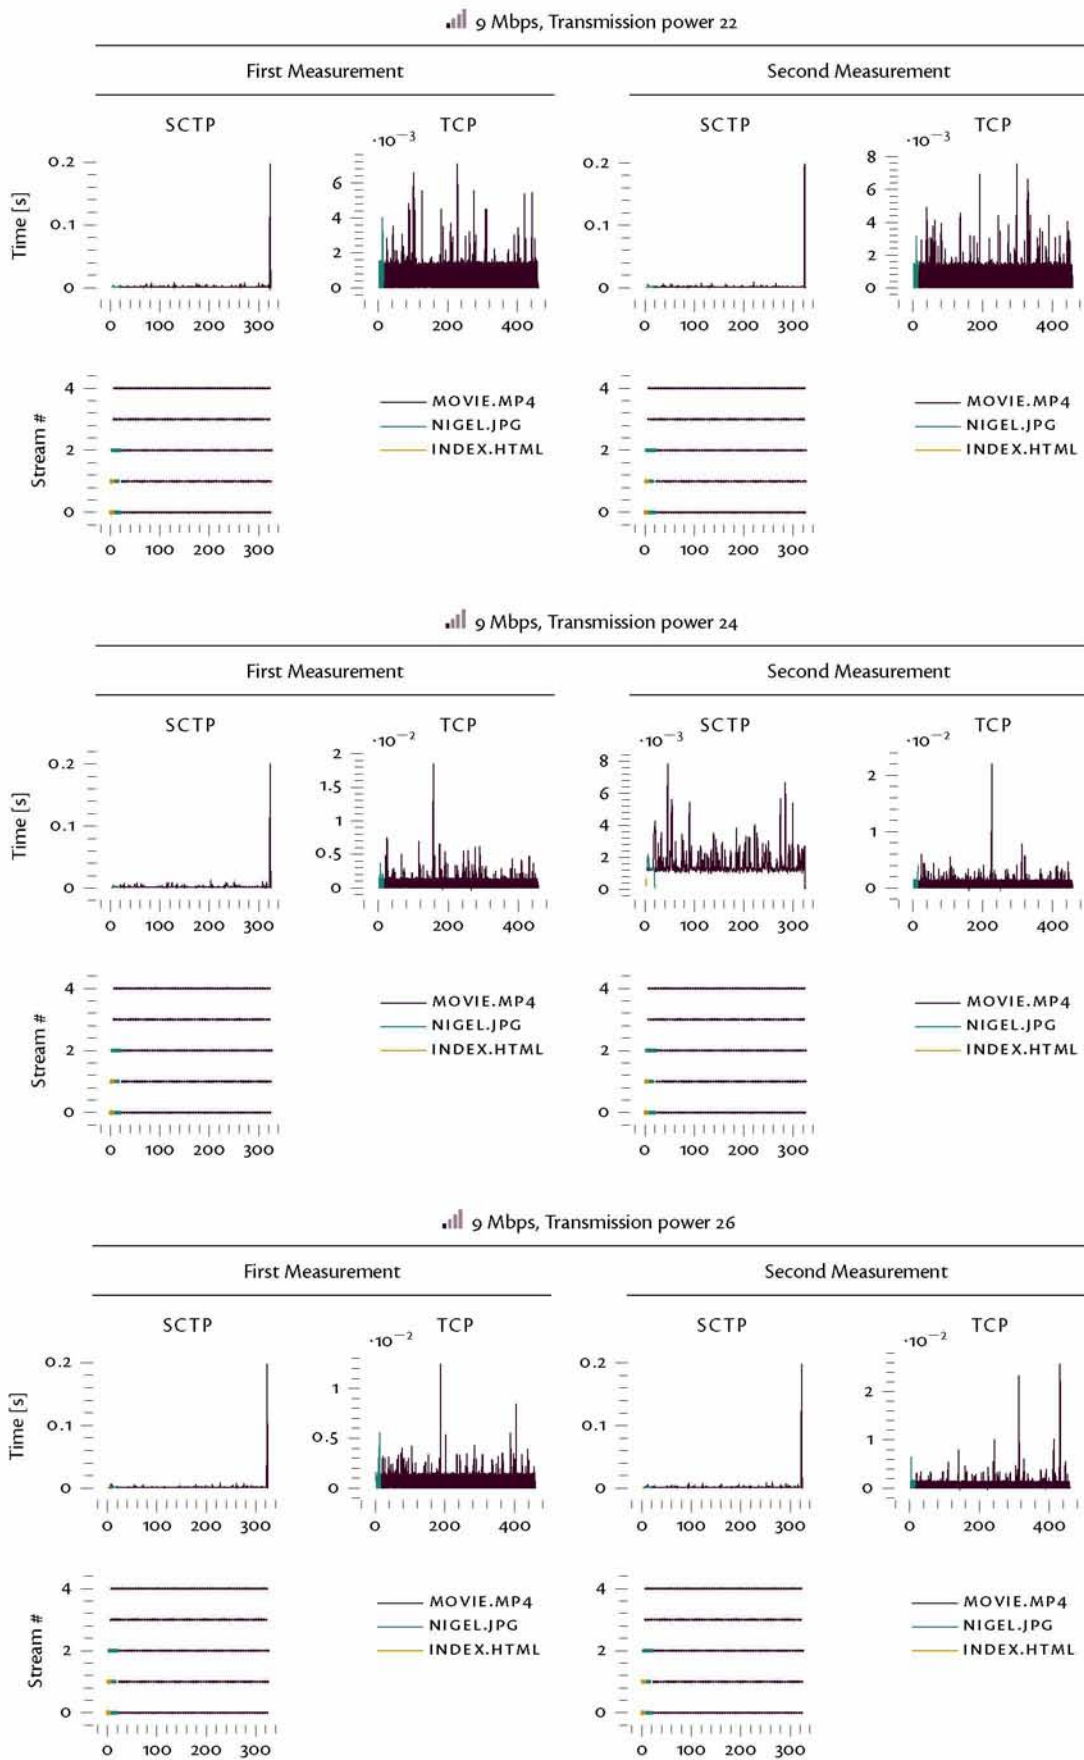 9 Mbps, Transmission power 22
First Measurement
Second Measurement
SCTP
TCP
SCTP
TCP
Time [s]
0.2
0.1
0
0 100 200 300
·10⁻³
6
4
2
0
0 200 400
0.2
0.1
0
0 100 200 300
·10⁻³
8
6
4
2
0
0 200 400
Stream #
4
2
0
0 100 200 300
MOVIE.MP4
NIGEL.JPG
INDEX.HTML
4
2
0
0 100 200 300
MOVIE.MP4
NIGEL.JPG
INDEX.HTML
9 Mbps, Transmission power 24
First Measurement
Second Measurement
SCTP
TCP
SCTP
TCP
Time [s]
0.2
0.1
0
0 100 200 300
·10⁻²
2
1.5
1
0.5
0
0 200 400
·10⁻³
8
6
4
2
0
0 100 200 300
·10⁻²
2
1
0
0 200 400
Stream #
4
2
0
0 100 200 300
MOVIE.MP4
NIGEL.JPG
INDEX.HTML
4
2
0
0 100 200 300
MOVIE.MP4
NIGEL.JPG
INDEX.HTML
9 Mbps, Transmission power 26
First Measurement
Second Measurement
SCTP
TCP
SCTP
TCP
Time [s]
0.2
0.1
0
0 100 200 300
·10⁻²
1
0.5
0
0 200 400
0.2
0.1
0
0 100 200 300
·10⁻²
2
1
0
0 200 400
Stream #
4
2
0
0 100 200 300
MOVIE.MP4
NIGEL.JPG
INDEX.HTML
4
2
0
0 100 200 300
MOVIE.MP4
NIGEL.JPG
INDEX.HTML